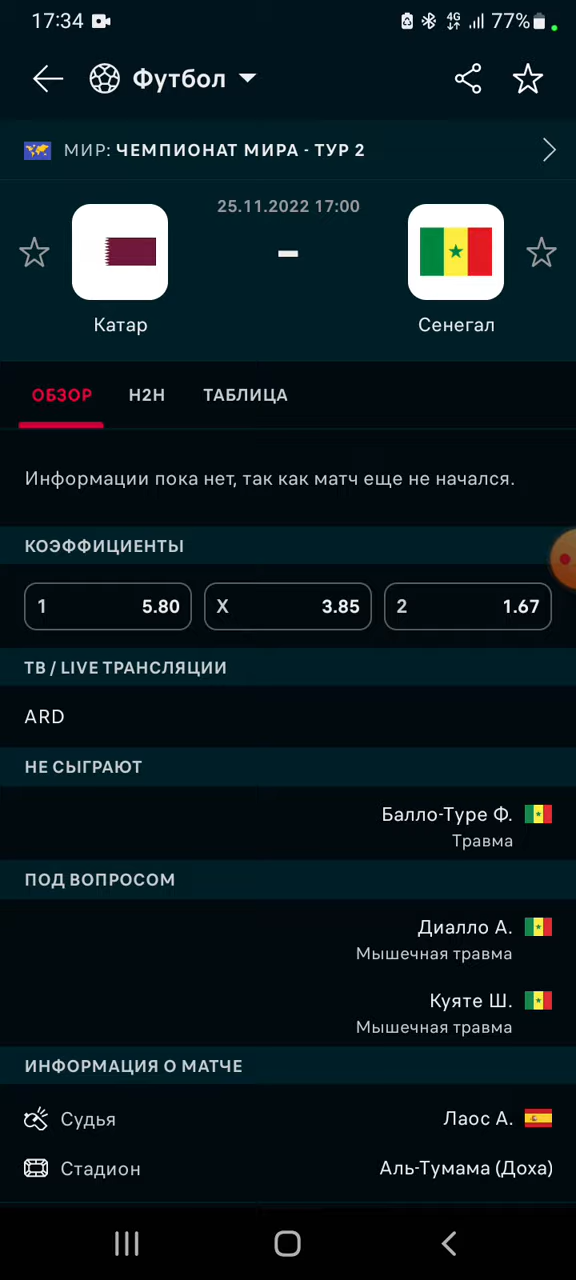 17:34 4G 77%
Футбол
МИР: ЧЕМПИОНАТ МИРА - ТУР 2
25.11.2022 17:00
-
Катар Сенегал
ОБЗОР H2H ТАБЛИЦА
Информации пока нет, так как матч еще не начался.
КОЭФФИЦИЕНТЫ
1 5.80 X 3.85 2 1.67
ТВ / LIVE ТРАНСЛЯЦИИ
ARD
НЕ СЫГРАЮТ
Балло-Туре Ф.
Травма
ПОД ВОПРОСОМ
Диалло А.
Мышечная травма
Куяте Ш.
Мышечная травма
ИНФОРМАЦИЯ О МАТЧЕ
Судья Лаос А.
Стадион Аль-Тумама (Доха)